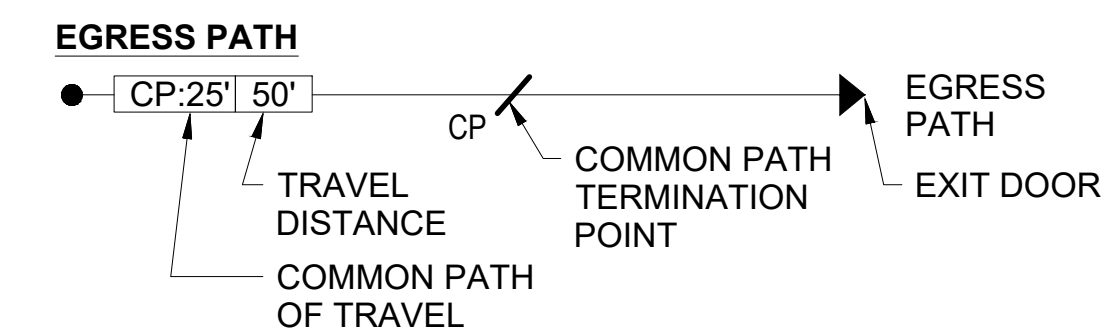 EGRESS PATH
CP:25' 50'
CP
EGRESS
PATH
COMMON PATH
TERMINATION
POINT
EXIT DOOR
TRAVEL
DISTANCE
COMMON PATH
OF TRAVEL